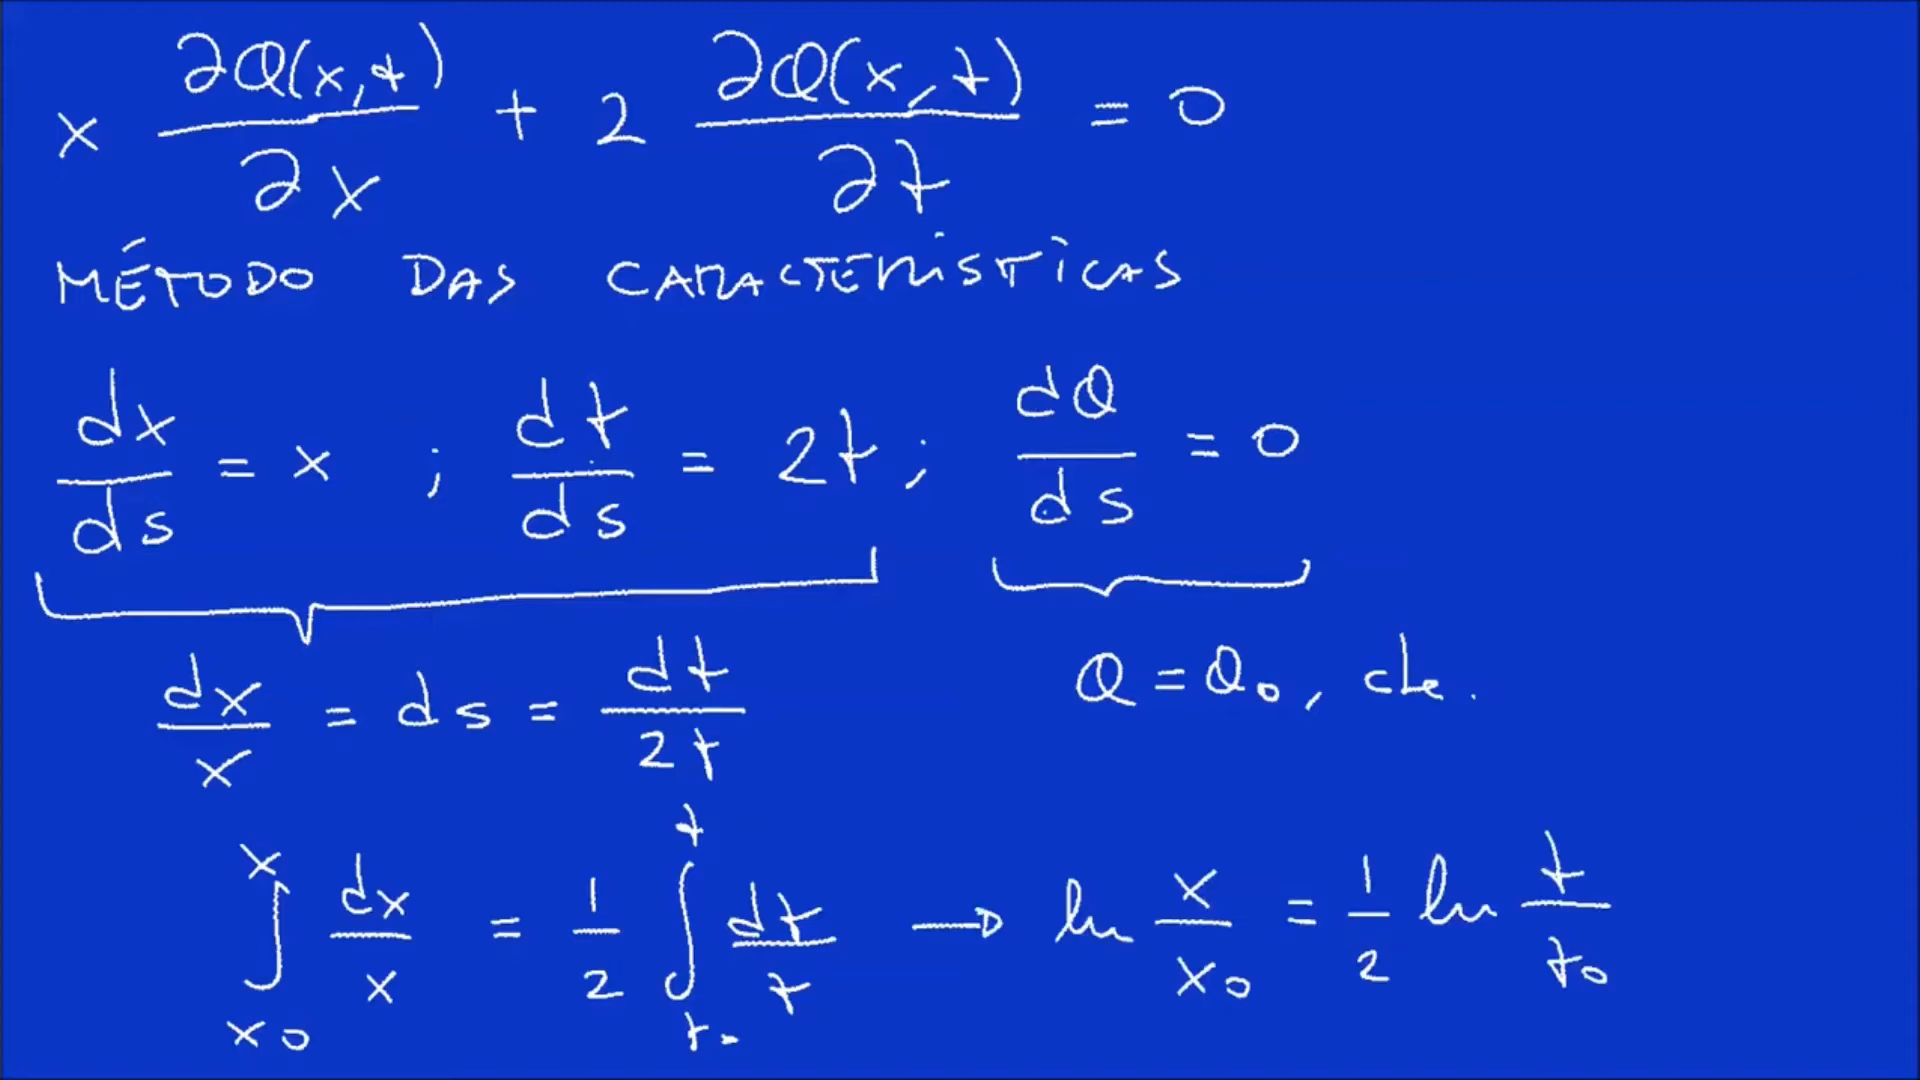 x ∂Q(x,t)/∂x + 2 ∂Q(x,t)/∂t = 0
MÉTODO DAS CARACTERÍSTICAS
dx/ds = x ; dt/ds = 2t ; dQ/ds = 0
dx/x = ds = dt/2t
Q = Q₀, cte.
∫_{x₀}^{x} dx/x = 1/2 ∫_{t₀}^{t} dt/t → ln x/x₀ = 1/2 ln t/t₀